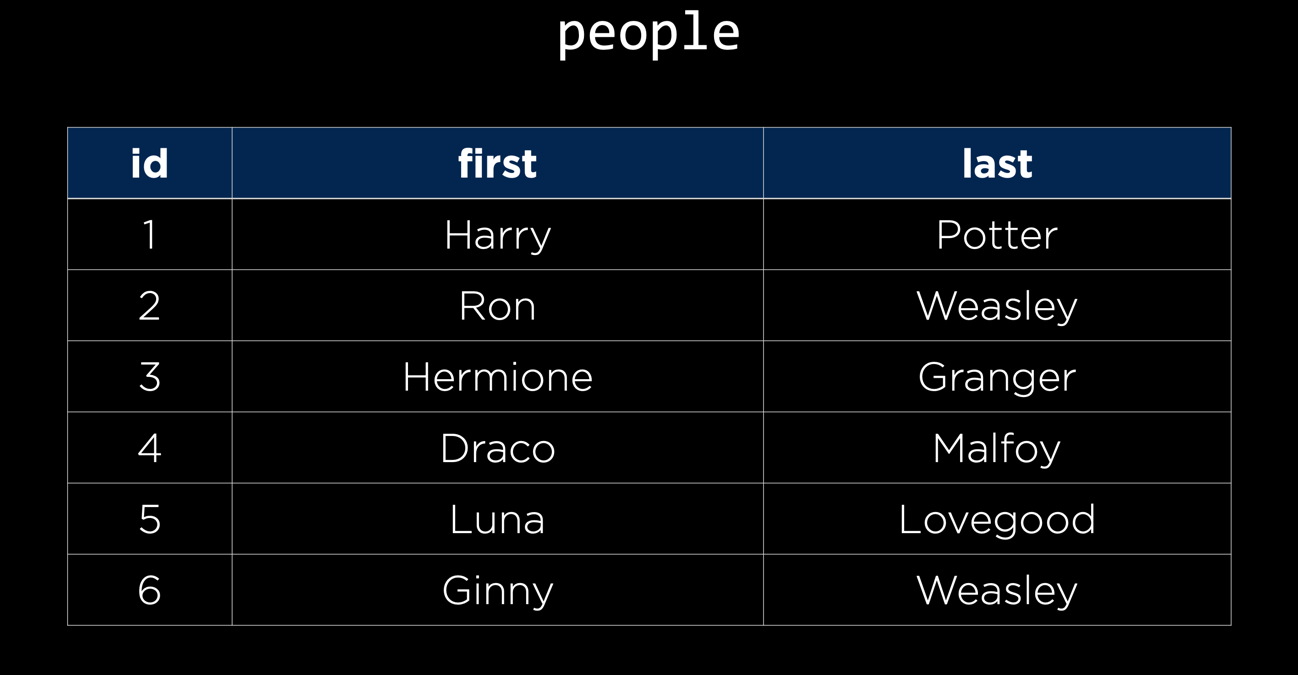 people
id first last
1 Harry Potter
2 Ron Weasley
3 Hermione Granger
4 Draco Malfoy
5 Luna Lovegood
6 Ginny Weasley